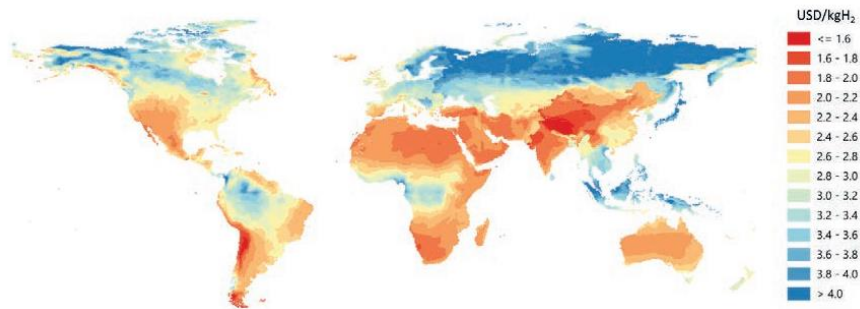 USD/kgH₂
<= 1.6
1.6 - 1.8
1.8 - 2.0
2.0 - 2.2
2.2 - 2.4
2.4 - 2.6
2.6 - 2.8
2.8 - 3.0
3.0 - 3.2
3.2 - 3.4
3.4 - 3.6
3.6 - 3.8
3.8 - 4.0
> 4.0